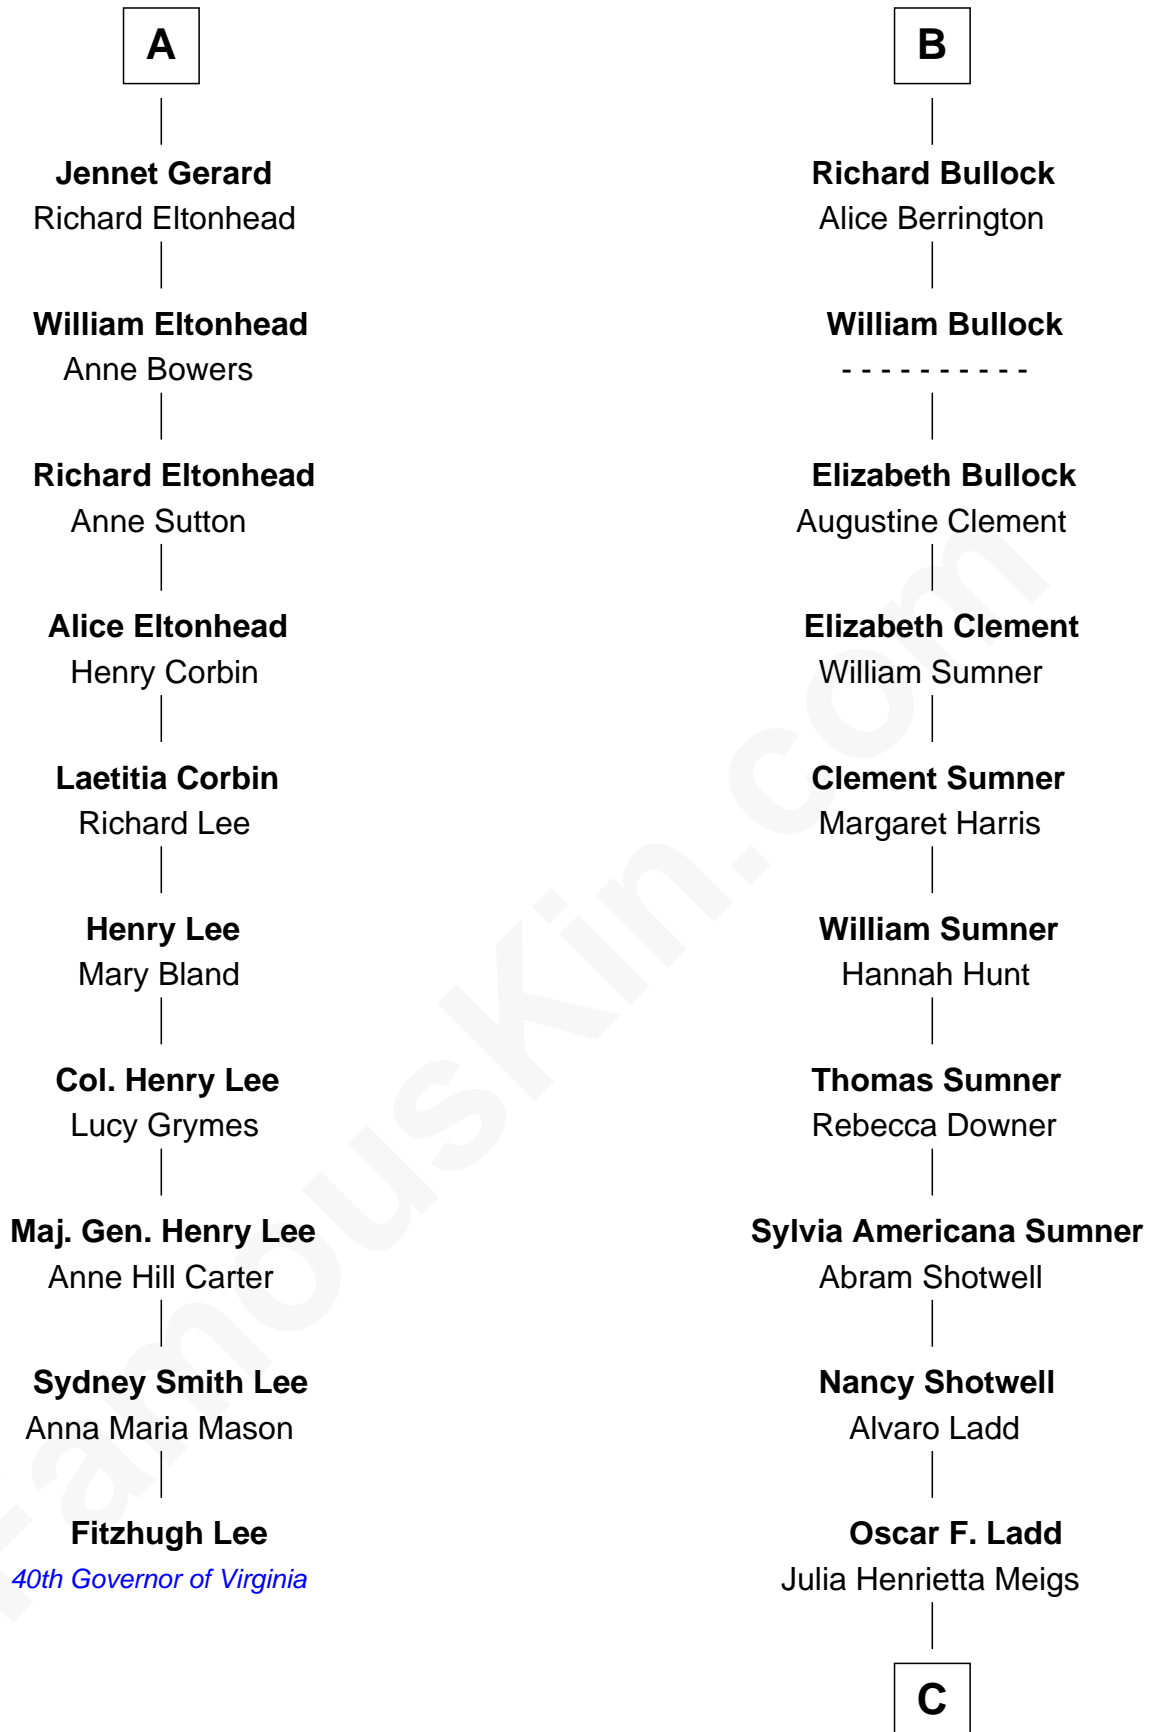 A
Jennet Gerard
Richard Eltonhead
William Eltonhead
Anne Bowers
Richard Eltonhead
Anne Sutton
Alice Eltonhead
Henry Corbin
Laetitia Corbin
Richard Lee
Henry Lee
Mary Bland
Col. Henry Lee
Lucy Grymes
Maj. Gen. Henry Lee
Anne Hill Carter
Sydney Smith Lee
Anna Maria Mason
Fitzhugh Lee
40th Governor of Virginia
B
Richard Bullock
Alice Berrington
William Bullock
- - - - - - - - - -
Elizabeth Bullock
Augustine Clement
Elizabeth Clement
William Sumner
Clement Sumner
Margaret Harris
William Sumner
Hannah Hunt
Thomas Sumner
Rebecca Downer
Sylvia Americana Sumner
Abram Shotwell
Nancy Shotwell
Alvaro Ladd
Oscar F. Ladd
Julia Henrietta Meigs
C
FamousKin.com